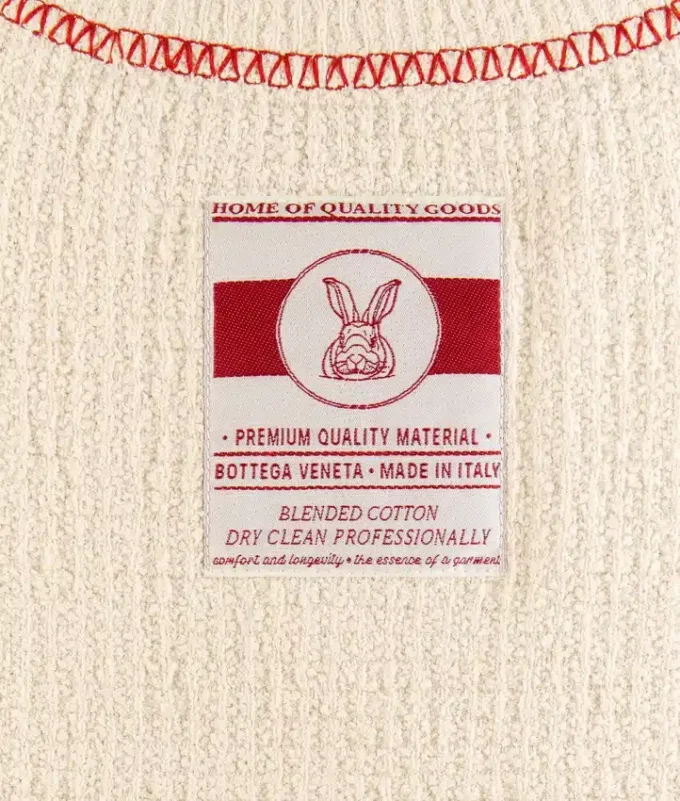 HOME OF QUALITY GOODS
• PREMIUM QUALITY MATERIAL •
BOTTEGA VENETA • MADE IN ITALY
BLENDED COTTON
DRY CLEAN PROFESSIONALLY
comfort and longevity • the essence of a garment